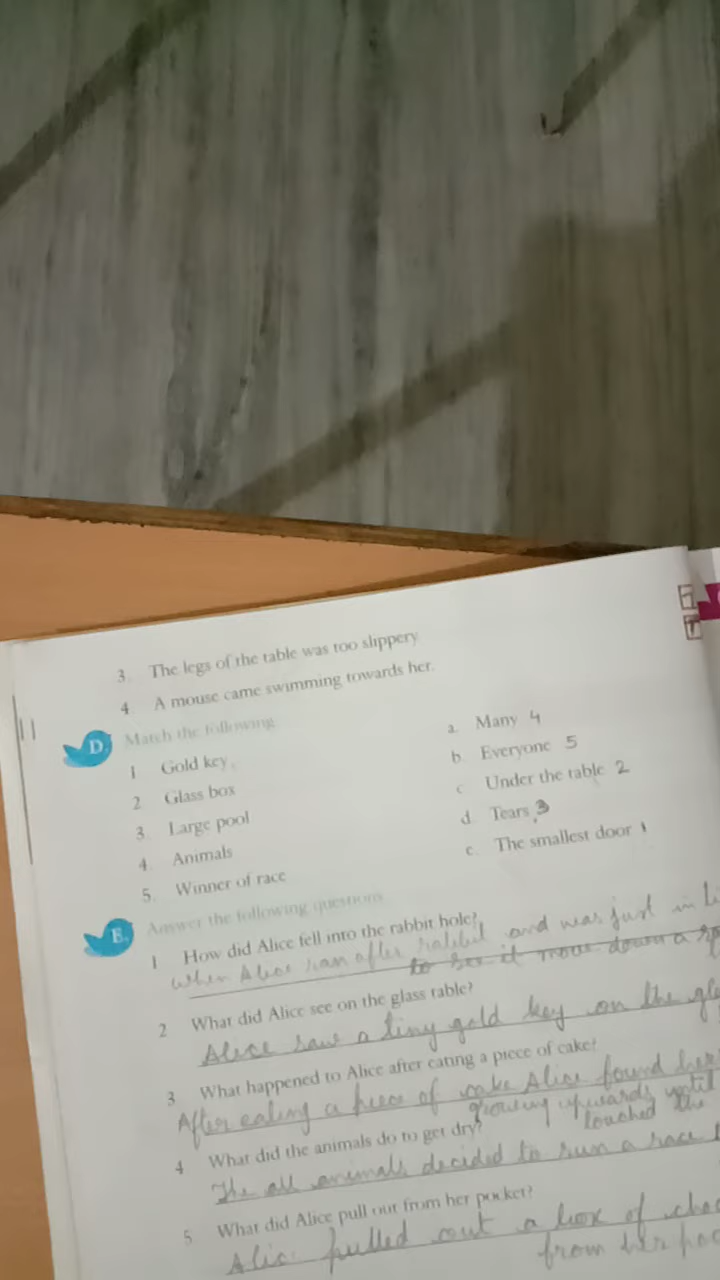 3. The legs of the table was too slippery
4. A mouse came swimming towards her.
D. Match the following
1 Gold key a. Many 4
2 Glass box b Everyone 5
3. Large pool c Under the table 2
4. Animals d. Tears 3
5. Winner of race e. The smallest door 1
E. Answer the following questions
1 How did Alice fell into the rabbit hole?
when Alice ran after rabbit and was just in
to see it move down a
2 What did Alice see on the glass table?
Alice saw a tiny gold key on the
3 What happened to Alice after eating a piece of cake?
After eating a piece of cake Alice found
growing upwards until
touched the
4 What did the animals do to get dry?
The all animals decided to run a race
5 What did Alice pull out from her pocket?
Alice pulled out a box of
from her